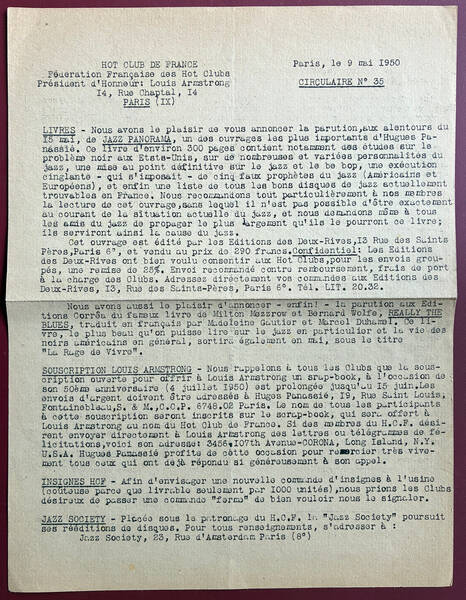 HOT CLUB DE FRANCE
Fédération Française des Hot Clubs
Président d'Honneur: Louis Armstrong
I4, Rue Chaptal, I4
PARIS (IX)
Paris, le 9 mai I950
CIRCULAIRE N° 35
LIVRES - Nous avons le plaisir de vous annoncer la parution,aux alentours du
I5 mai, de JAZZ PANORAMA, un des ouvrages les plus importants d'Hugues Pa-
nassié. Ce livre d'environ 300 pages contient notamment des études sur le
problème noir aux Etats-Unis, sur de nombreuses et variées personnalités du
jazz, une mise au point définitive sur le jazz et le be bop, une exécution
cinglante - qui s'imposait - de cinq faux prophètes du jazz (Américains et
Européens), et enfin une liste de tous les bons disques de jazz actuellement
trouvables en France. Nous recommandons tout particulièrement à nos membres
la lecture de cet ouvrage,sans lequel il n'est pas possible d'être exactement
au courant de la situation actuelle du jazz, et nous demandons même à tous
les amis du jazz de propager le plus largement qu'ils le pourront ce livre;
ils serviront ainsi la cause du jazz.
Cet ouvrage est édité par les Editions des Deux-Rives,I3 Rue des Saints
Pères,Paris 6°, et vendu au prix de 290 francs.Confidentiel: Les Editions
des Deux-Rives ont bien voulu consentir aux Hot Clubs,pour les envois grou-
pés, une remise de 25%. Envoi recommandé contre remboursement, frais de port
à la charge des Clubs. Adresses directement vos commandes aux Editions des
Deux-Rives, I3, Rue des Saints-Pères, Paris 6°. Tél. LIT. 20.32.
Nous avons aussi le plaisir d'annoncer - enfin! - la parution aux Edi-
tions Corrêa du fameux livre de Milton Mezzrow et Bernard Wolfe, REALLY THE
BLUES, traduit en français par Madeleine Gautier et Marcel Duhamel. Ce li-
vre, le plus beau qu'on puisse lire sur le jazz en particulier et la vie des
noirs américains en général, sortira également en mai, sous le titre
"La Rage de Vivre".
SOUSCRIPTION LOUIS ARMSTRONG - Nous rappelons à tous les Clubs que la sous-
cription ouverte pour offrir à Louis Armstrong un srap-book, à l'occasion de
son 50ème anniversaire (4 juillet I950) est prolongée jusqu'au I5 juin.Les
envois d'argent doivent être adressés à Huges Panassié, I9, Rue Saint Louis,
Fontainebleau,S. & M.,C.C.P. 6748.02 Paris. Le nom de tous les participants
à cette souscription seront inscrits sur le scrap-book, qui sera offert à
Louis Armstrong au nom du Hot Club de France. Si des membres du H.C.F. dési-
rent envoyer directement à Louis Armstrong des lettres ou télégrammes de fé-
licitations,voici son adresse: 3456.I07th Avenue-CORONA, Long Island, N.Y.
U.S.A. Hugues Panassié profite de cette occasion pour remercier très vive-
ment tous ceux qui ont déjà répondu si généreusement à son appel.
INSIGNES HCF - Afin d'envisager une nouvelle commande d'insignes à l'usine
(coûteuse parce que livrable seulement par I000 unités),nous prions les Clubs
désireux de passer une commande "ferme" de bien vouloir nous le signaler.
JAZZ SOCIETY - Placée sous le patronage du H.C.F. la "Jazz Society" poursuit
ses rééditions de disques. Pour tous renseignements, s'adresser à :
Jazz Society, 23, Rue d'Amsterdam Paris (8°)